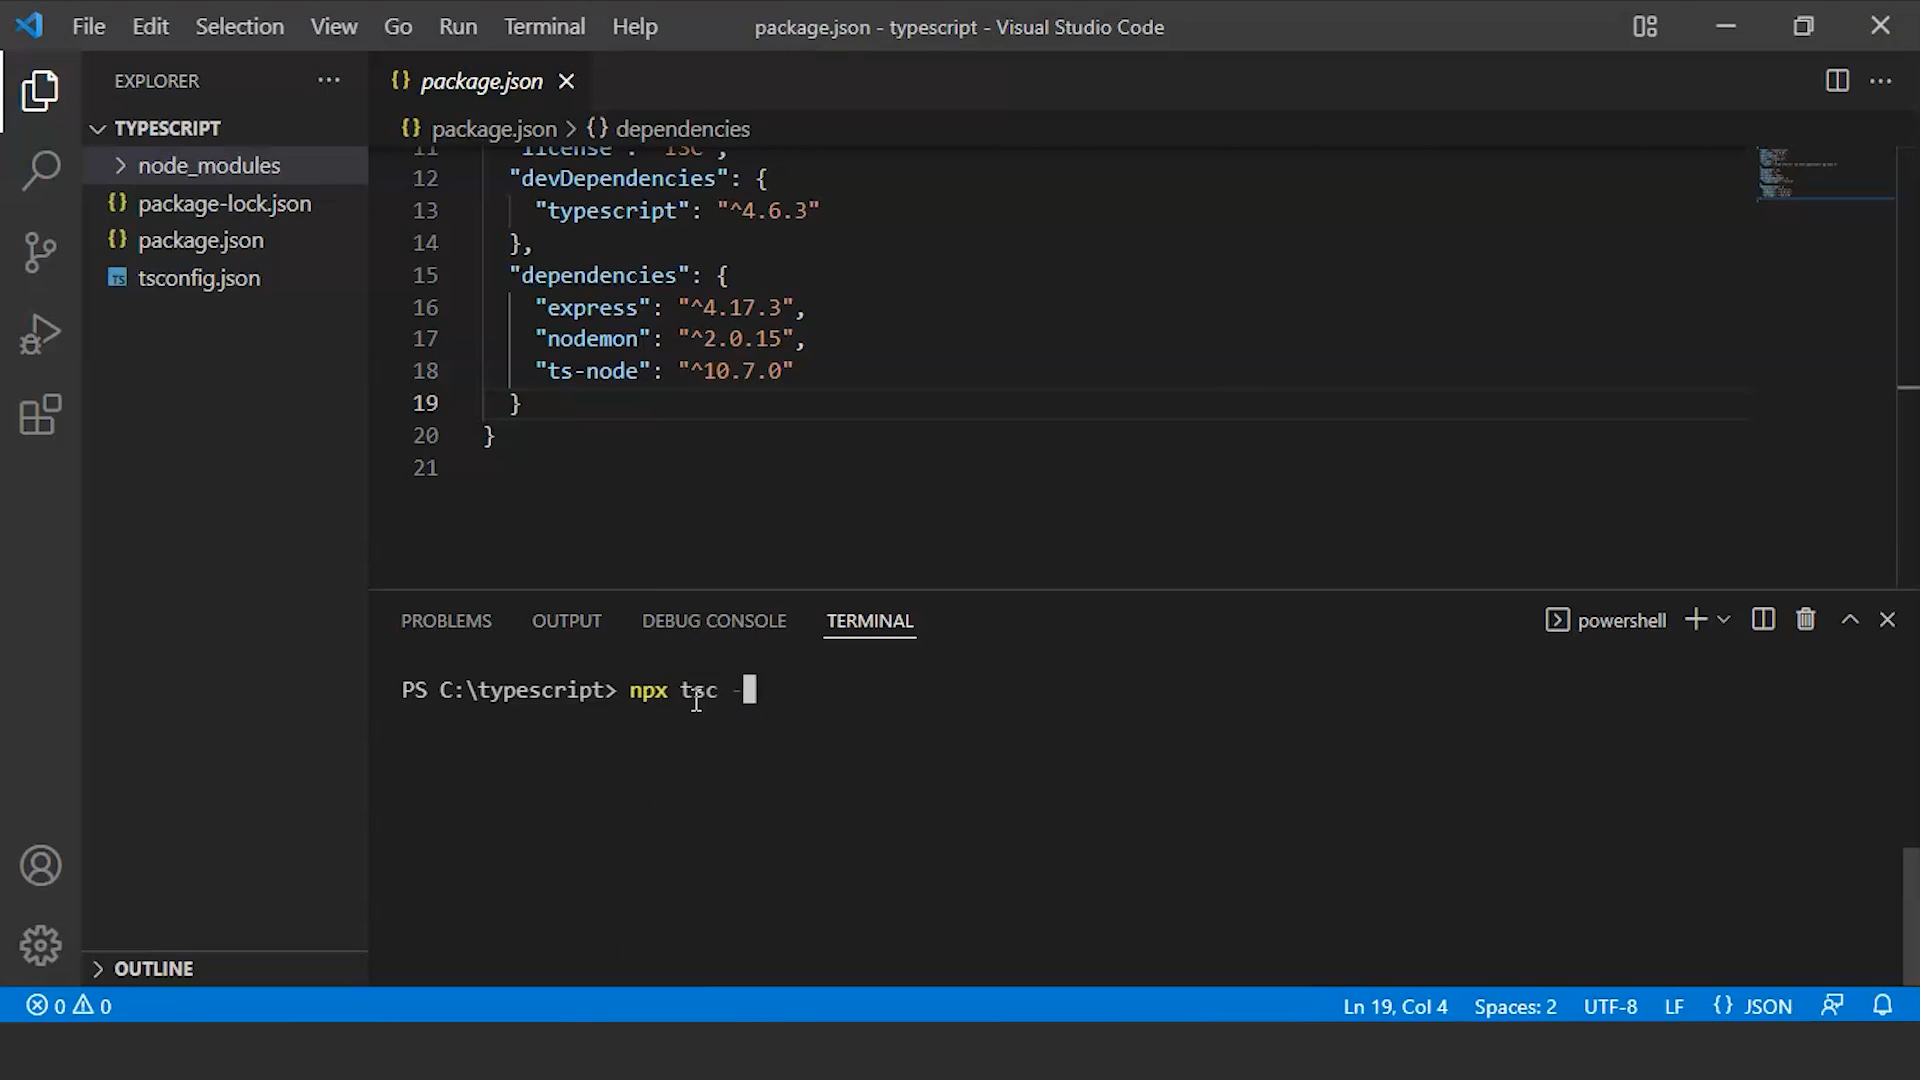 File Edit Selection View Go Run Terminal Help
package.json - typescript - Visual Studio Code
EXPLORER
TYPESCRIPT
node_modules
package-lock.json
package.json
TS tsconfig.json
OUTLINE
{} package.json
{} package.json > {} dependencies
11 "license": "ISC",
12 "devDependencies": {
13 "typescript": "^4.6.3"
14 },
15 "dependencies": {
16 "express": "^4.17.3",
17 "nodemon": "^2.0.15",
18 "ts-node": "^10.7.0"
19 }
20 }
21
PROBLEMS OUTPUT DEBUG CONSOLE TERMINAL
powershell
PS C:\typescript> npx tsc -
0 0
Ln 19, Col 4 Spaces: 2 UTF-8 LF {} JSON